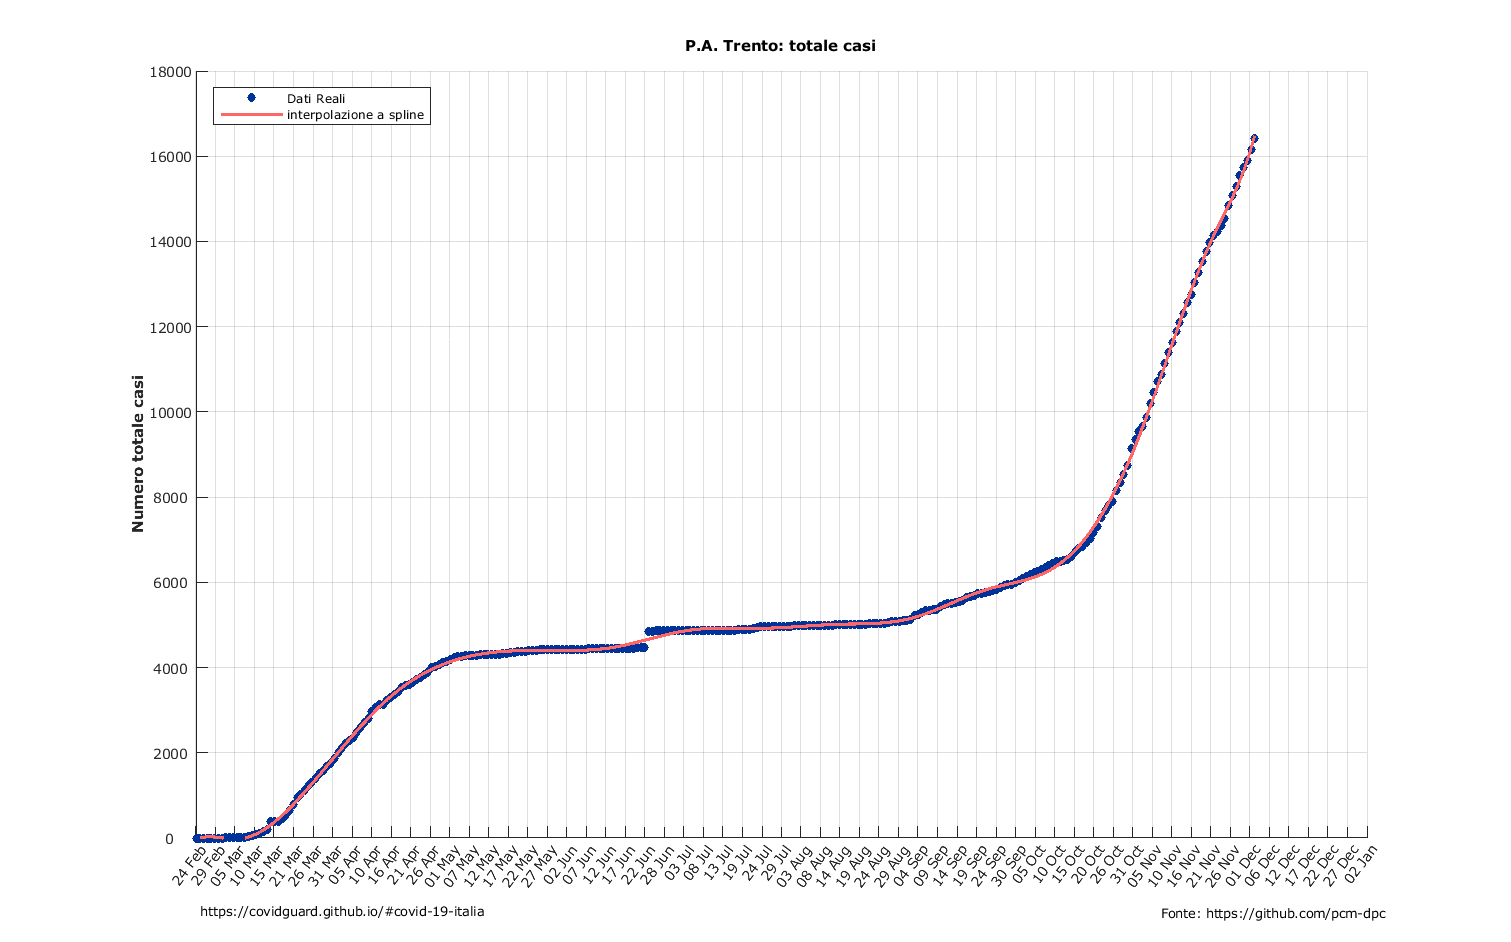 P.A. Trento: totale casi
18000
16000
14000
12000
10000
8000
6000
4000
2000
0
Numero totale casi
Dati Reali
interpolazione a spline
24 Feb
29 Feb
05 Mar
10 Mar
15 Mar
21 Mar
26 Mar
31 Mar
05 Apr
10 Apr
16 Apr
21 Apr
26 Apr
01 May
07 May
12 May
17 May
22 May
27 May
02 Jun
07 Jun
12 Jun
17 Jun
22 Jun
28 Jun
03 Jul
08 Jul
13 Jul
19 Jul
24 Jul
29 Jul
03 Aug
08 Aug
14 Aug
19 Aug
24 Aug
29 Aug
04 Sep
09 Sep
14 Sep
19 Sep
24 Sep
30 Sep
05 Oct
10 Oct
15 Oct
20 Oct
26 Oct
31 Oct
05 Nov
10 Nov
16 Nov
21 Nov
26 Nov
01 Dec
06 Dec
12 Dec
17 Dec
22 Dec
27 Dec
02 Jan
https://covidguard.github.io/#covid-19-italia
Fonte: https://github.com/pcm-dpc